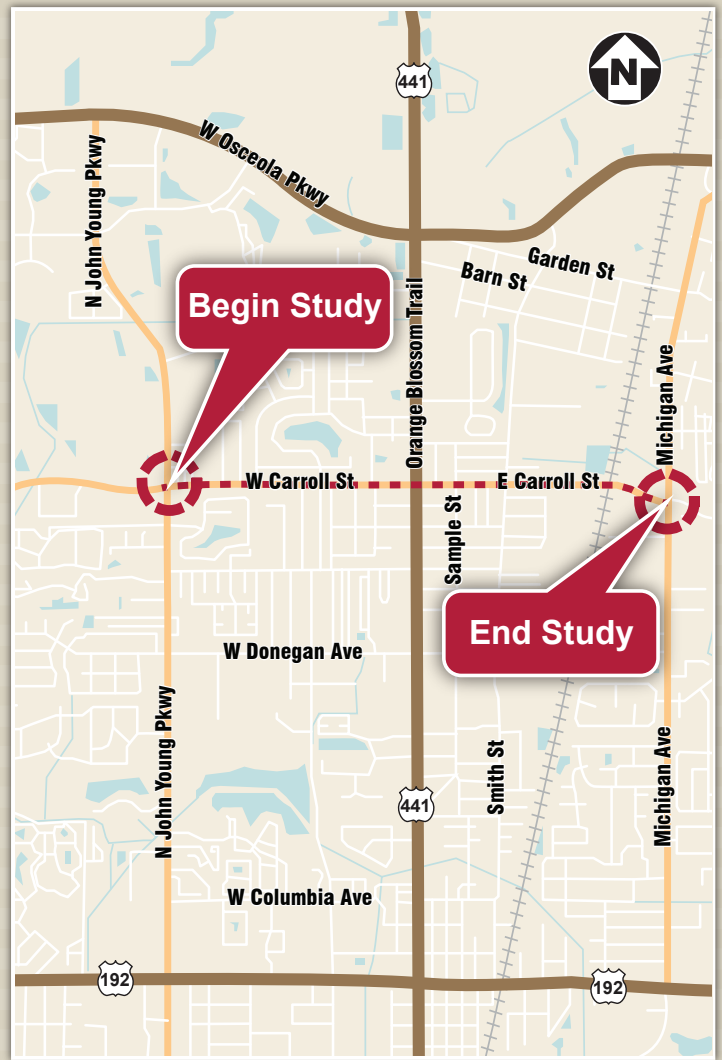 441
N
W Osceola Pkwy
N John Young Pkwy
Garden St
Barn St
Begin Study
Orange Blossom Trail
Michigan Ave
W Carroll St
E Carroll St
Sample St
End Study
W Donegan Ave
N John Young Pkwy
Smith St
Michigan Ave
441
W Columbia Ave
192
192